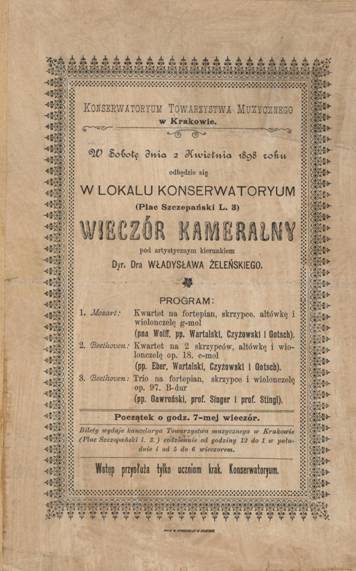 Konserwatoryum Towarzystwa Muzycznego
w Krakowie.
W Sobotę dnia 2 Kwietnia 1898 roku
odbędzie się
W LOKALU KONSERWATORYUM
(Plac Szczepański L. 3)
WIECZÓR KAMERALNY
pod artystycznym kierunkiem
Dyr. Dra WŁADYSŁAWA ŻELEŃSKIEGO.
PROGRAM:
1. Mozart: Kwartet na fortepian, skrzypce, altówkę i
wiolonczelę g-mol
(pna Wolff, pp. Wartalski, Czyżowski i Gotsch).
2. Beethoven: Kwartet na 2 skrzypców, altówkę i wio-
lonczelę op. 18. c-mol
(pp. Eber, Wartalski, Czyżowski i Gotsch).
3. Beethoven: Trio na fortepian, skrzypce i wiolonczelę
op. 97. B-dur
(pp. Gawroński, prof. Singer i prof. Stingl).
Początek o godz. 7-mej wieczór.
Bilety wydaje kancelarya Towarzystwa muzycznego w Krakowie
(Plac Szczepański l. 3.) codziennie od godziny 12 do 1 w połu-
dnie i od 5 do 6 wieczorem.
Wstęp przysłuża tylko uczniom krak. Konserwatoryum.